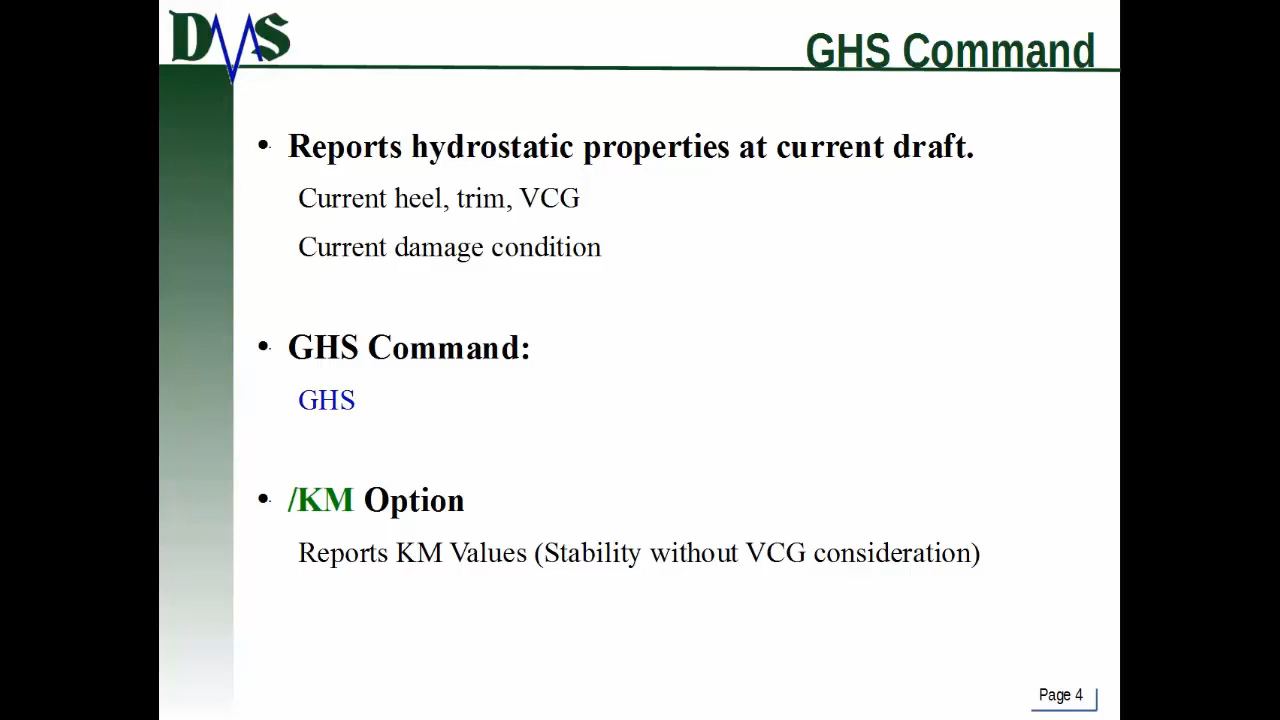 DMS
GHS Command
• Reports hydrostatic properties at current draft.
Current heel, trim, VCG
Current damage condition
• GHS Command:
GHS
• /KM Option
Reports KM Values (Stability without VCG consideration)
Page 4